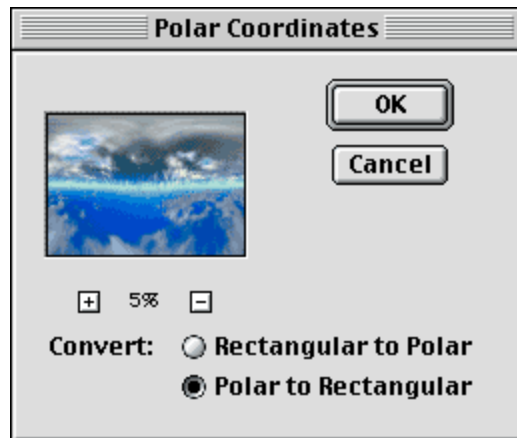 Polar Coordinates
OK
Cancel
+ 5% −
Convert: Rectangular to Polar
Polar to Rectangular